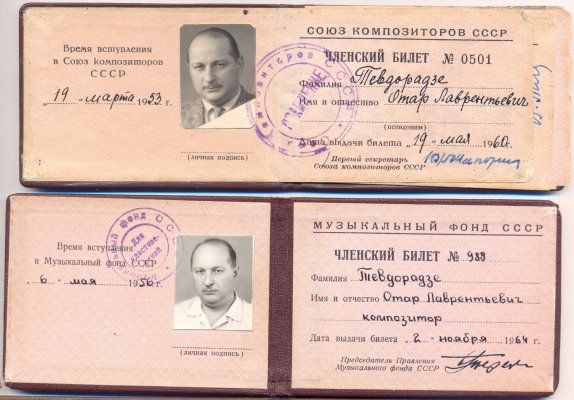 Время вступления
в Союз композиторов
СССР
„19 „ марта 1953 г.
(личная подпись)
СОЮЗ КОМПОЗИТОРОВ СССР
ЧЛЕНСКИЙ БИЛЕТ № 0501
Фамилия Тевдорадзе
Имя и отчество Отар Лаврентьевич
(псевдоним)
Дата выдачи билета „19 „ мая 1960 г.
Первый секретарь
Союза композиторов СССР
Время вступления
в Музыкальный фонд СССР
„ 6 „ мая 1956 г.
(личная подпись)
МУЗЫКАЛЬНЫЙ ФОНД СССР
ЧЛЕНСКИЙ БИЛЕТ № 989
Фамилия Тевдорадзе
Имя и отчество Отар Лаврентьевич
композитор
Дата выдачи билета „ 2 „ ноября 1964 г.
Председатель Правления
Музыкального фонда СССР